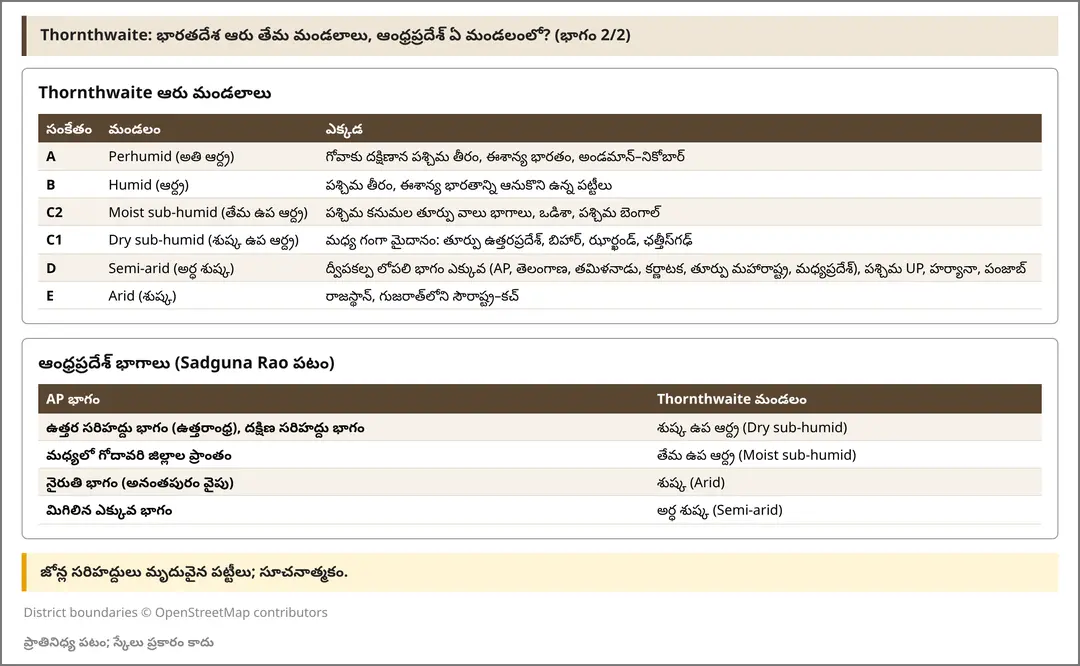 Thornthwaite: భారతదేశ ఆరు తేమ మండలాలు, ఆంధ్రప్రదేశ్ ఏ మండలంలో? (భాగం 2/2)
Thornthwaite ఆరు మండలాలు
సంకేతం మండలం ఎక్కడ
A Perhumid (అతి ఆర్ద్ర) గోవాకు దక్షిణాన పశ్చిమ తీరం, ఈశాన్య భారతం, అండమాన్–నికోబార్
B Humid (ఆర్ద్ర) పశ్చిమ తీరం, ఈశాన్య భారతాన్ని ఆనుకొని ఉన్న పట్టీలు
C2 Moist sub-humid (తేమ ఉప ఆర్ద్ర) పశ్చిమ కనుమల తూర్పు వాలు భాగాలు, ఒడిశా, పశ్చిమ బెంగాల్
C1 Dry sub-humid (శుష్క ఉప ఆర్ద్ర) మధ్య గంగా మైదానం: తూర్పు ఉత్తరప్రదేశ్, బిహార్, ఝార్ఖండ్, ఛత్తీస్‌గఢ్
D Semi-arid (అర్ధ శుష్క) ద్వీపకల్ప లోపలి భాగం ఎక్కువ (AP, తెలంగాణ, తమిళనాడు, కర్ణాటక, తూర్పు మహారాష్ట్ర, మధ్యప్రదేశ్), పశ్చిమ UP, హర్యానా, పంజాబ్
E Arid (శుష్క) రాజస్థాన్, గుజరాత్‌లోని సౌరాష్ట్ర–కచ్
ఆంధ్రప్రదేశ్ భాగాలు (Sadguna Rao పటం)
AP భాగం Thornthwaite మండలం
ఉత్తర సరిహద్దు భాగం (ఉత్తరాంధ్ర), దక్షిణ సరిహద్దు భాగం శుష్క ఉప ఆర్ద్ర (Dry sub-humid)
మధ్యలో గోదావరి జిల్లాల ప్రాంతం తేమ ఉప ఆర్ద్ర (Moist sub-humid)
నైరుతి భాగం (అనంతపురం వైపు) శుష్క (Arid)
మిగిలిన ఎక్కువ భాగం అర్ధ శుష్క (Semi-arid)
జోన్ల సరిహద్దులు మృదువైన పట్టీలు; సూచనాత్మకం.
District boundaries © OpenStreetMap contributors
ప్రాతినిధ్య పటం; స్కేలు ప్రకారం కాదు